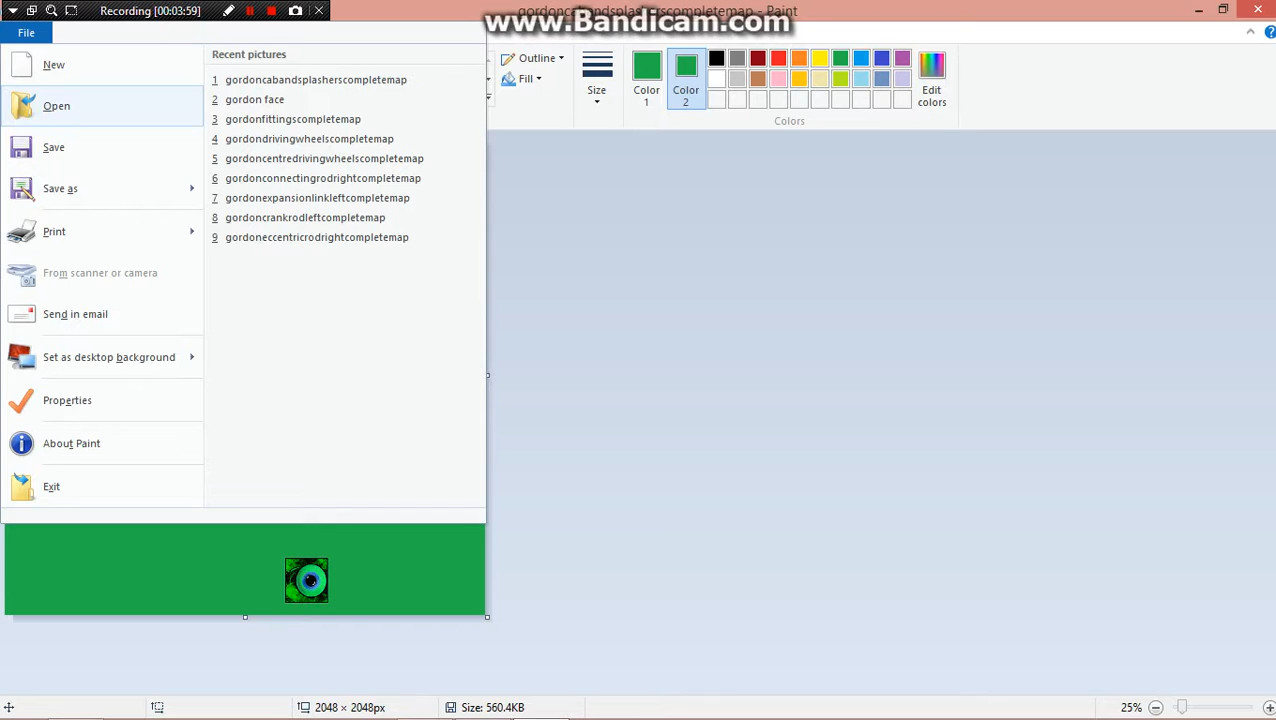 Recording [00:03:59]
gordoncabandsplasherscompletemap - Paint
www.Bandicam.com
File
New
Open
Save
Save as
Print
From scanner or camera
Send in email
Set as desktop background
Properties
About Paint
Exit
Recent pictures
1 gordoncabandsplasherscompletemap
2 gordon face
3 gordonfittingscompletemap
4 gordondrivingwheelscompletemap
5 gordoncentredrivingwheelscompletemap
6 gordonconnectingrodrightcompletemap
7 gordonexpansionlinkleftcompletemap
8 gordoncrankrodleftcompletemap
9 gordoneccentricrodrightcompletemap
Outline
Fill
Size
Color 1
Color 2
Edit colors
Colors
2048 × 2048px
Size: 560.4KB
25%